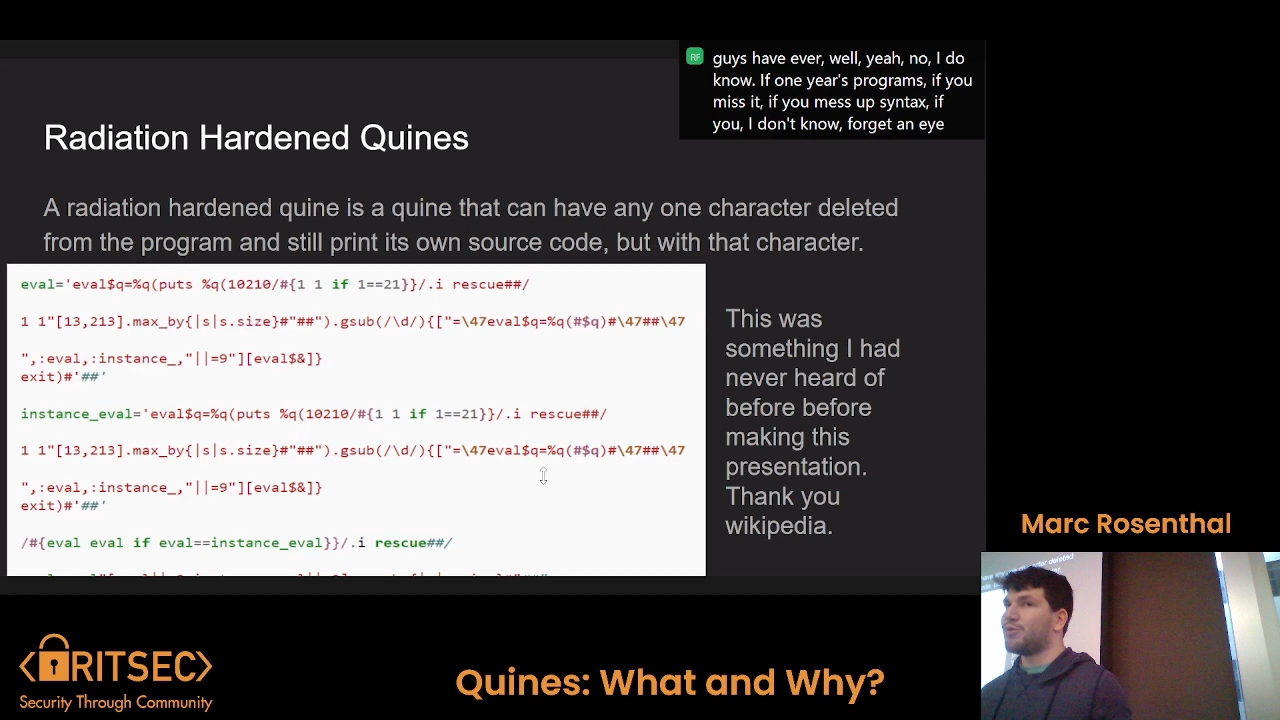 RF
guys have ever, well, yeah, no, I do
know. If one year's programs, if you
miss it, if you mess up syntax, if
you, I don't know, forget an eye
Radiation Hardened Quines
A radiation hardened quine is a quine that can have any one character deleted
from the program and still print its own source code, but with that character.
eval='eval$q=%q(puts %q(10210/#{1 1 if 1==21}}/.i rescue##/
1 1"[13,213].max_by{|s|s.size}#"##").gsub(/\d/){["=\47eval$q=%q(#$q)#\47##\47
",:eval,:instance_,"||=9"][eval$&]}
exit)#'##'
instance_eval='eval$q=%q(puts %q(10210/#{1 1 if 1==21}}/.i rescue##/
1 1"[13,213].max_by{|s|s.size}#"##").gsub(/\d/){["=\47eval$q=%q(#$q)#\47##\47
",:eval,:instance_,"||=9"][eval$&]}
exit)#'##'
/#{eval eval if eval==instance_eval}}/.i rescue##/
This was
something I had
never heard of
before before
making this
presentation.
Thank you
wikipedia.
Marc Rosenthal
RITSEC
Security Through Community
Quines: What and Why?